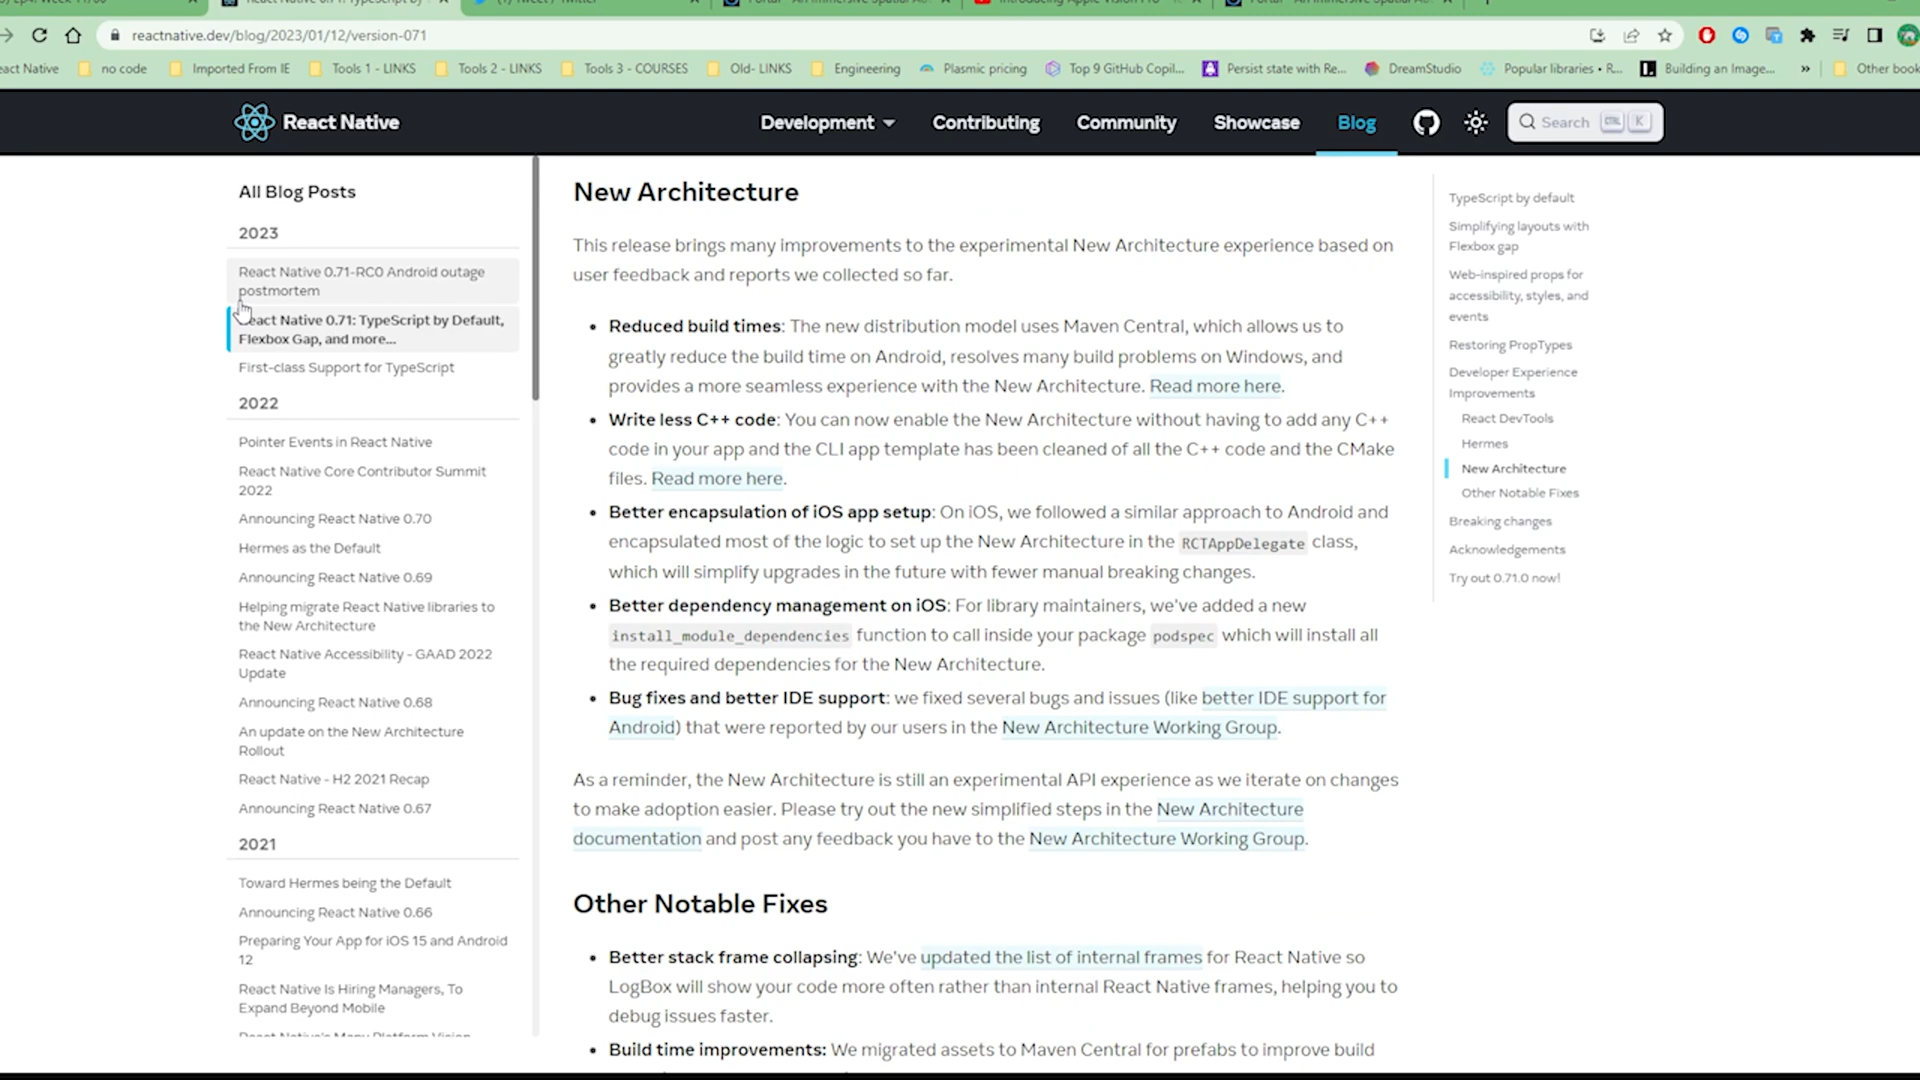 React Native 0.71: TypeScript by
(1) Tweet / Twitter
Introducing Apple Vision Pro
reactnative.dev/blog/2023/01/12/version-071
eact Native
no code
Imported From IE
Tools 1 - LINKS
Tools 2 - LINKS
Tools 3 - COURSES
Old- LINKS
Engineering
Plasmic pricing
Top 9 GitHub Copil...
Persist state with Re...
DreamStudio
Popular libraries • R...
Building an Image...
»
Other book
React Native
Development
Contributing
Community
Showcase
Blog
Search
CTRL
K
All Blog Posts
2023
React Native 0.71-RC0 Android outage
postmortem
React Native 0.71: TypeScript by Default,
Flexbox Gap, and more...
First-class Support for TypeScript
2022
Pointer Events in React Native
React Native Core Contributor Summit
2022
Announcing React Native 0.70
Hermes as the Default
Announcing React Native 0.69
Helping migrate React Native libraries to
the New Architecture
React Native Accessibility - GAAD 2022
Update
Announcing React Native 0.68
An update on the New Architecture
Rollout
React Native - H2 2021 Recap
Announcing React Native 0.67
2021
Toward Hermes being the Default
Announcing React Native 0.66
Preparing Your App for iOS 15 and Android
12
React Native Is Hiring Managers, To
Expand Beyond Mobile
React Native's Many Platform Vision
New Architecture
This release brings many improvements to the experimental New Architecture experience based on
user feedback and reports we collected so far.
• Reduced build times: The new distribution model uses Maven Central, which allows us to
greatly reduce the build time on Android, resolves many build problems on Windows, and
provides a more seamless experience with the New Architecture. Read more here.
• Write less C++ code: You can now enable the New Architecture without having to add any C++
code in your app and the CLI app template has been cleaned of all the C++ code and the CMake
files. Read more here.
• Better encapsulation of iOS app setup: On iOS, we followed a similar approach to Android and
encapsulated most of the logic to set up the New Architecture in the RCTAppDelegate class,
which will simplify upgrades in the future with fewer manual breaking changes.
• Better dependency management on iOS: For library maintainers, we've added a new
install_module_dependencies function to call inside your package podspec which will install all
the required dependencies for the New Architecture.
• Bug fixes and better IDE support: we fixed several bugs and issues (like better IDE support for
Android) that were reported by our users in the New Architecture Working Group.
As a reminder, the New Architecture is still an experimental API experience as we iterate on changes
to make adoption easier. Please try out the new simplified steps in the New Architecture
documentation and post any feedback you have to the New Architecture Working Group.
Other Notable Fixes
• Better stack frame collapsing: We've updated the list of internal frames for React Native so
LogBox will show your code more often rather than internal React Native frames, helping you to
debug issues faster.
• Build time improvements: We migrated assets to Maven Central for prefabs to improve build
TypeScript by default
Simplifying layouts with
Flexbox gap
Web-inspired props for
accessibility, styles, and
events
Restoring PropTypes
Developer Experience
Improvements
React DevTools
Hermes
New Architecture
Other Notable Fixes
Breaking changes
Acknowledgements
Try out 0.71.0 now!